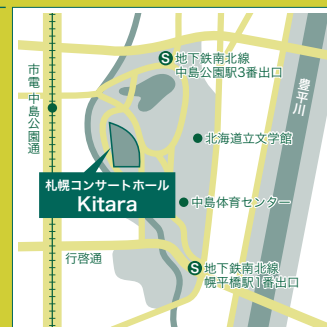 S 地下鉄南北線
中島公園駅3番出口
市電 中島公園通
豊平川
北海道立文学館
札幌コンサートホール
Kitara
中島体育センター
行啓通
S 地下鉄南北線
幌平橋駅1番出口